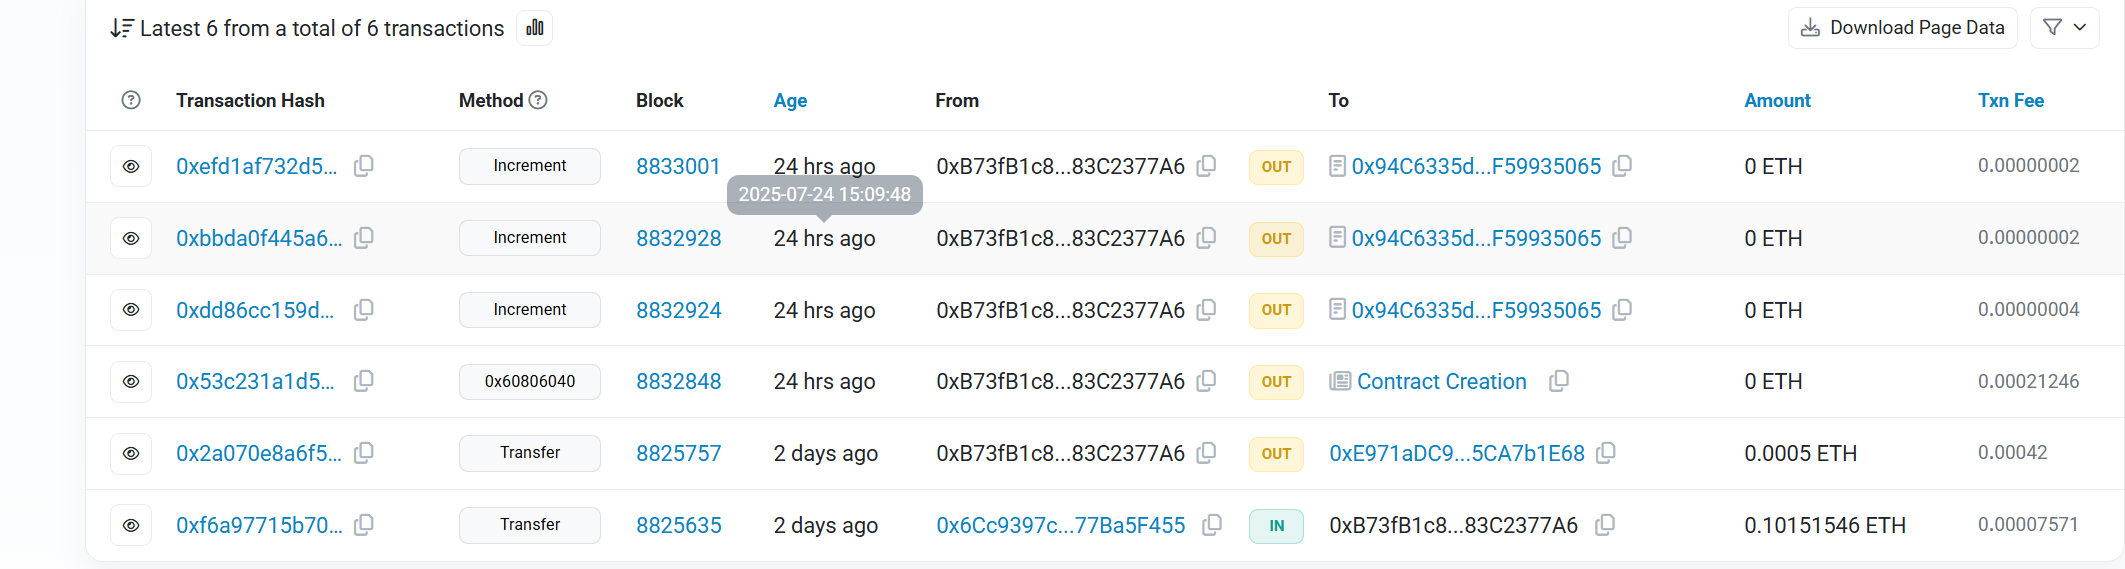 Latest 6 from a total of 6 transactions Download Page Data
Transaction Hash Method Block Age From To Amount Txn Fee
0xefd1af732d5... Increment 8833001 24 hrs ago 0xB73fB1c8...83C2377A6 OUT 0x94C6335d...F59935065 0 ETH 0.00000002
2025-07-24 15:09:48
0xbbda0f445a6... Increment 8832928 24 hrs ago 0xB73fB1c8...83C2377A6 OUT 0x94C6335d...F59935065 0 ETH 0.00000002
0xdd86cc159d... Increment 8832924 24 hrs ago 0xB73fB1c8...83C2377A6 OUT 0x94C6335d...F59935065 0 ETH 0.00000004
0x53c231a1d5... 0x60806040 8832848 24 hrs ago 0xB73fB1c8...83C2377A6 OUT Contract Creation 0 ETH 0.00021246
0x2a070e8a6f5... Transfer 8825757 2 days ago 0xB73fB1c8...83C2377A6 OUT 0xE971aDC9...5CA7b1E68 0.0005 ETH 0.00042
0xf6a97715b70... Transfer 8825635 2 days ago 0x6Cc9397c...77Ba5F455 IN 0xB73fB1c8...83C2377A6 0.10151546 ETH 0.00007571